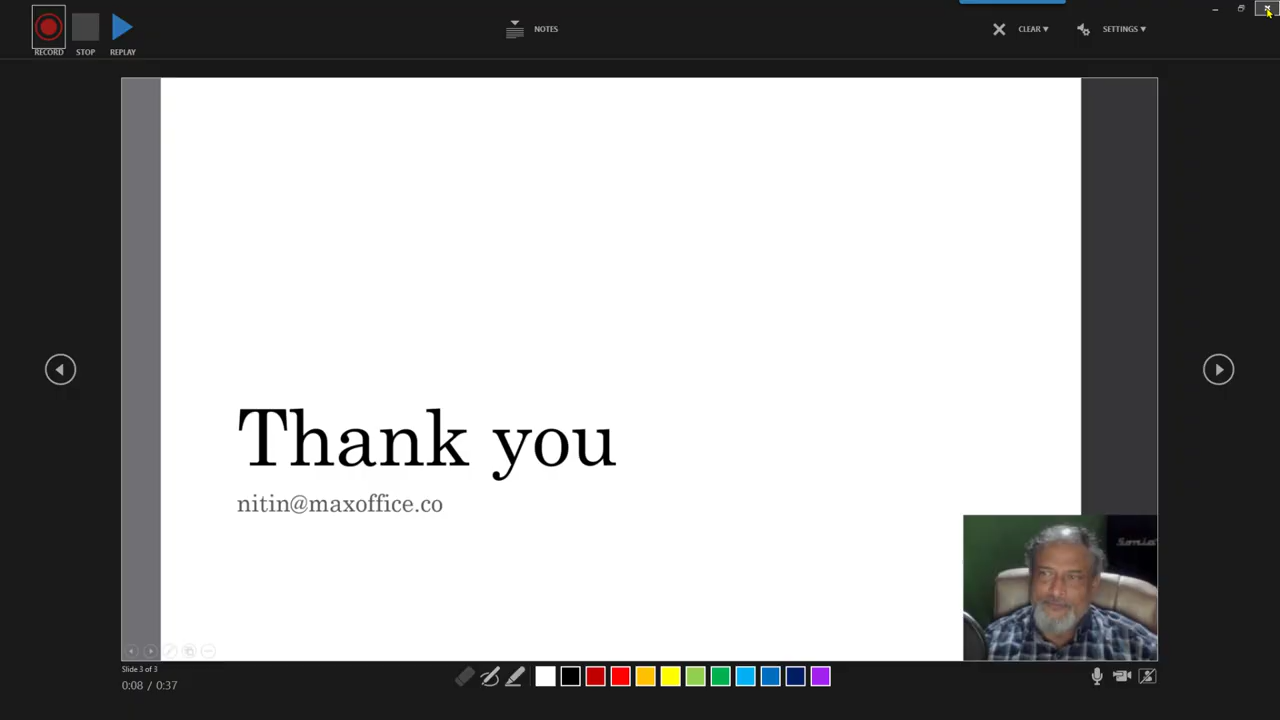 RECORD
STOP
REPLAY
NOTES
CLEAR
SETTINGS
Thank you
nitin@maxoffice.co
Sonic
Slide 3 of 3
0:08 / 0:37